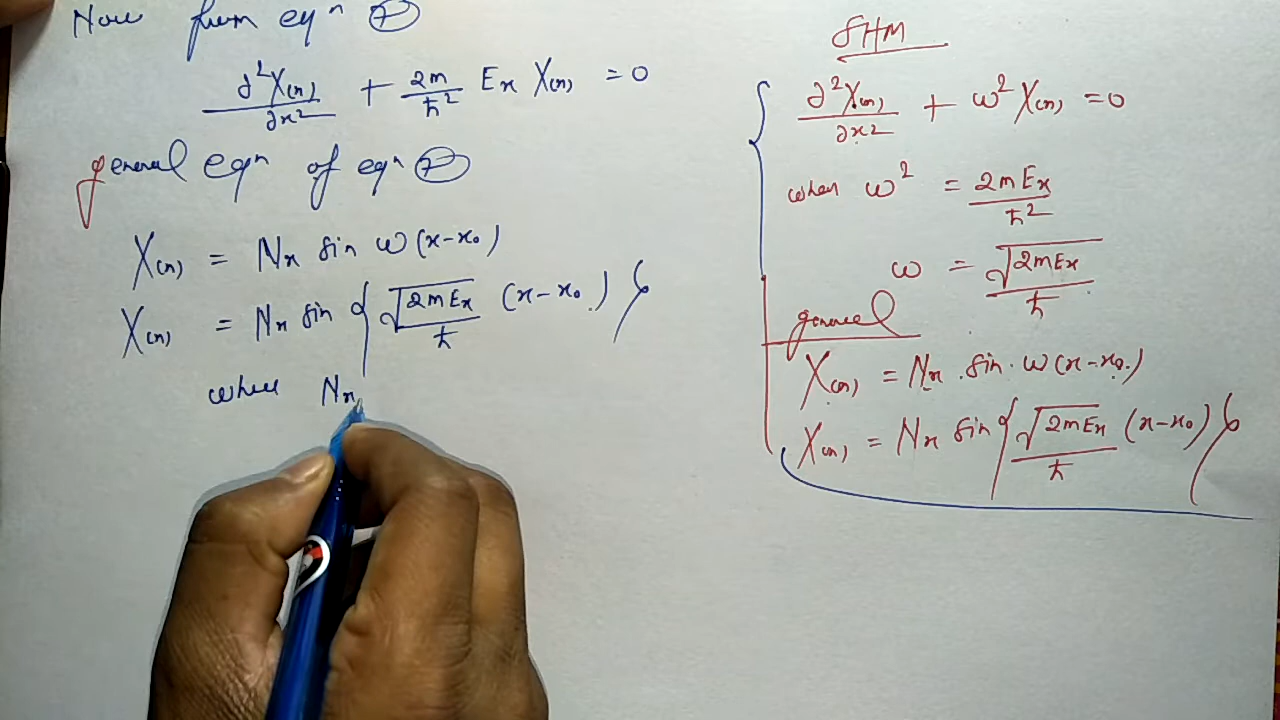 Now from eqn ⑦
∂²X(x)/∂x² + 2m/ħ² Ex X(x) = 0
general eqn of eqn ⑦
X(x) = Nx sin ω(x-x₀)
X(x) = Nx sin {√2mEx/ħ (x-x₀)}
where Nx
SHM
∂²X(x)/∂x² + ω² X(x) = 0
when ω² = 2mEx/ħ²
ω = √2mEx/ħ
general
X(x) = Nx . sin . ω(x-x₀)
X(x) = Nx sin {√2mEx/ħ (x-x₀)}